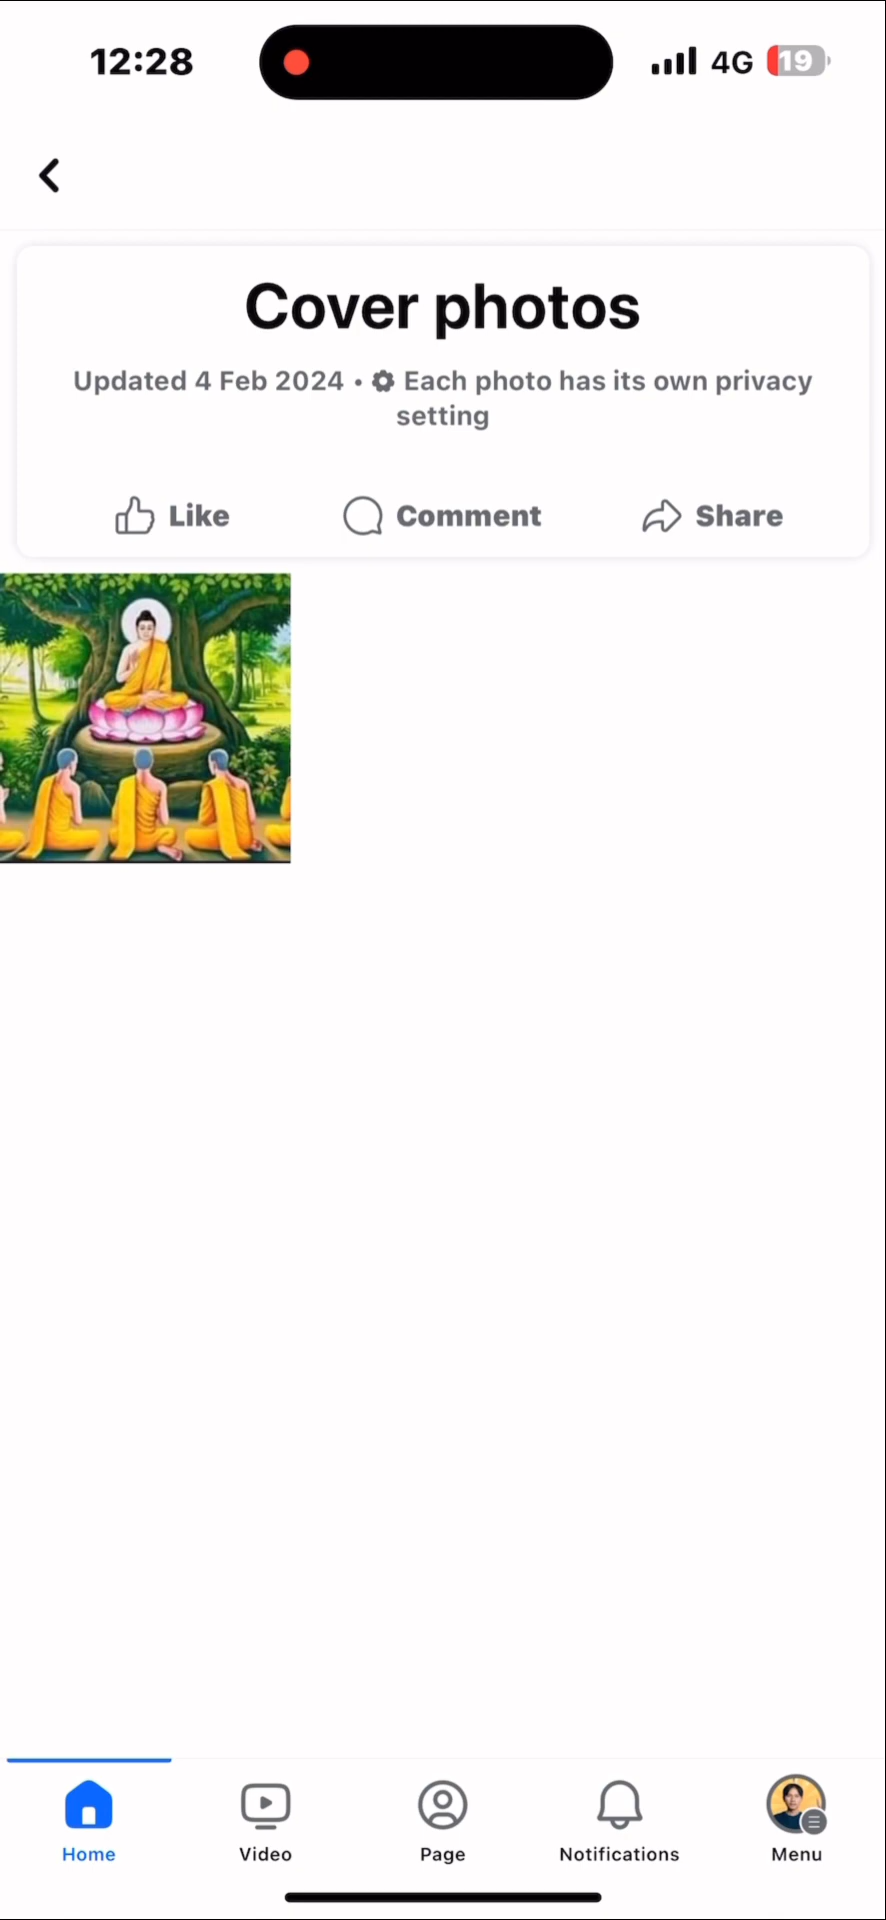 12:28
4G
19
Cover photos
Updated 4 Feb 2024 • Each photo has its own privacy
setting
Like
Comment
Share
Home
Video
Page
Notifications
Menu